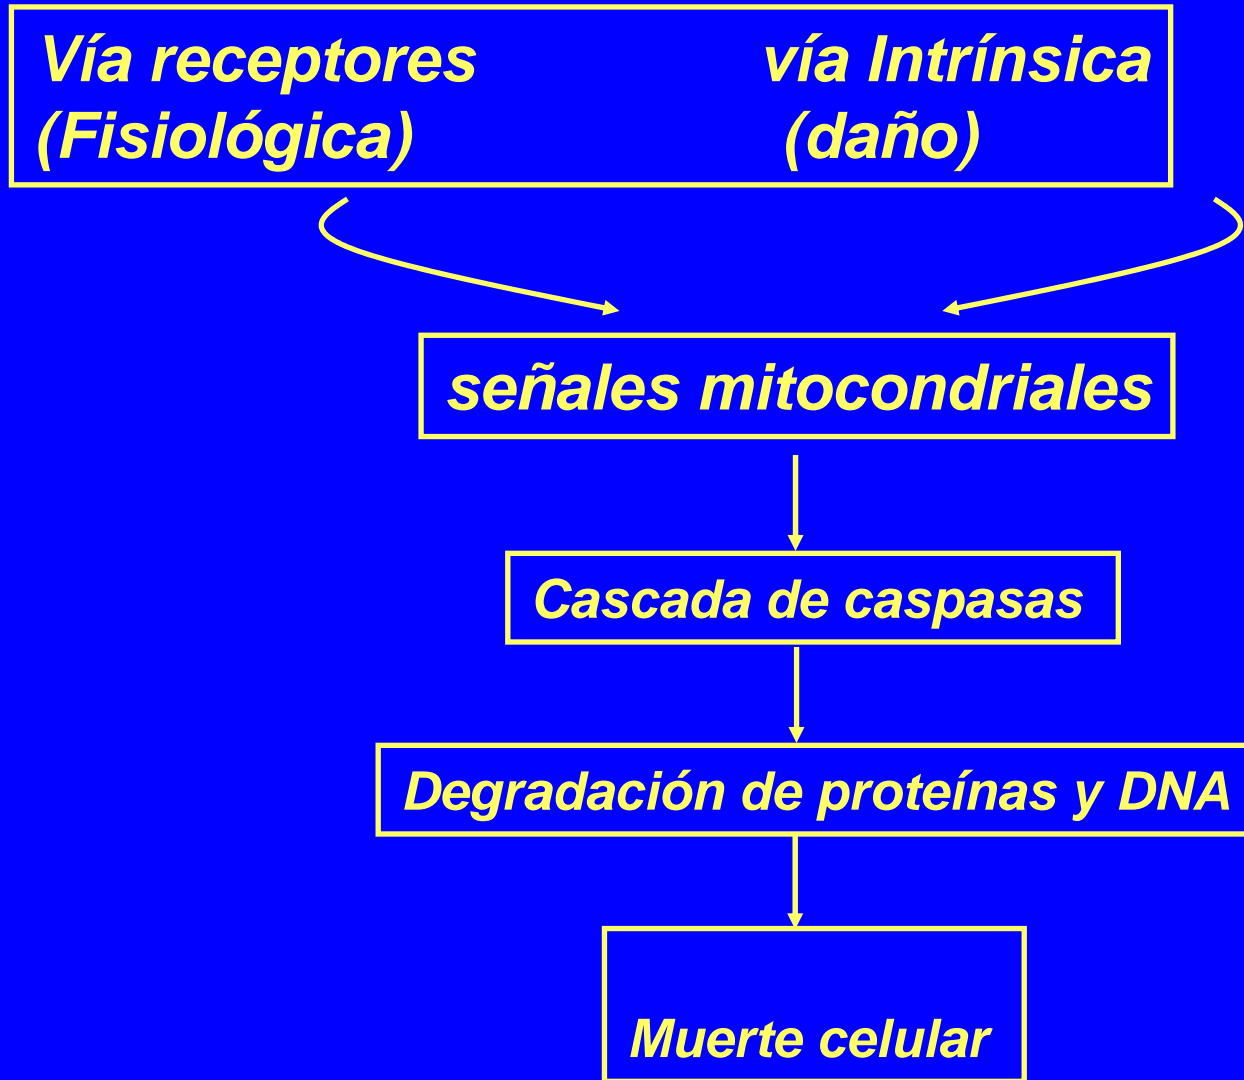 Vía receptores vía Intrínsica
(Fisiológica) (daño)
señales mitocondriales
Cascada de caspasas
Degradación de proteínas y DNA
Muerte celular